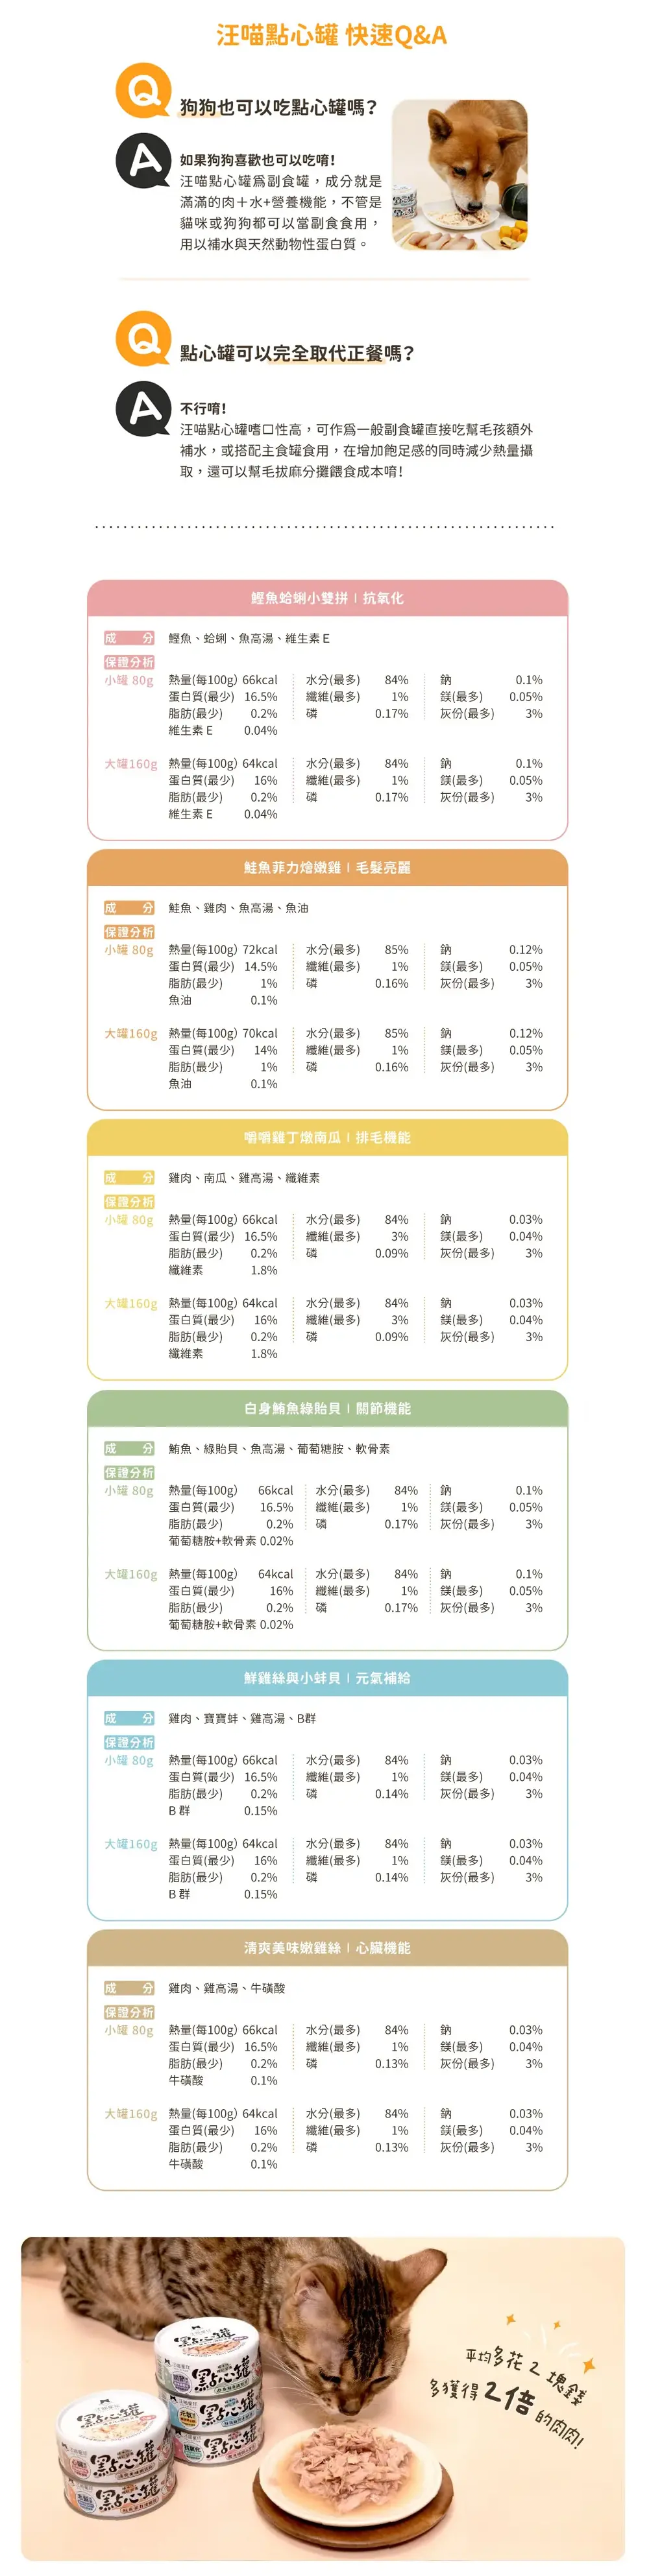 汪喵點心罐 快速Q&A
Q
狗狗也可以吃點心罐嗎？
A
如果狗狗喜歡也可以吃唷！
汪喵點心罐爲副食罐，成分就是
滿滿的肉＋水+營養機能，不管是
貓咪或狗狗都可以當副食食用，
用以補水與天然動物性蛋白質。
Q
點心罐可以完全取代正餐嗎？
A
不行唷！
汪喵點心罐嗜口性高，可作爲一般副食罐直接吃幫毛孩額外
補水，或搭配主食罐食用，在增加飽足感的同時減少熱量攝
取，還可以幫毛拔麻分攤餵食成本唷！
鰹魚蛤蜊小雙拼 | 抗氧化
成分 鰹魚、蛤蜊、魚高湯、維生素 E
保證分析
小罐 80g 熱量(每100g) 66kcal 水分(最多) 84% 鈉 0.1%
蛋白質(最少) 16.5% 纖維(最多) 1% 鎂(最多) 0.05%
脂肪(最少) 0.2% 磷 0.17% 灰份(最多) 3%
維生素 E 0.04%
大罐160g 熱量(每100g) 64kcal 水分(最多) 84% 鈉 0.1%
蛋白質(最少) 16% 纖維(最多) 1% 鎂(最多) 0.05%
脂肪(最少) 0.2% 磷 0.17% 灰份(最多) 3%
維生素 E 0.04%
鮭魚菲力燴嫩雞 | 毛髮亮麗
成分 鮭魚、雞肉、魚高湯、魚油
保證分析
小罐 80g 熱量(每100g) 72kcal 水分(最多) 85% 鈉 0.12%
蛋白質(最少) 14.5% 纖維(最多) 1% 鎂(最多) 0.05%
脂肪(最少) 1% 磷 0.16% 灰份(最多) 3%
魚油 0.1%
大罐160g 熱量(每100g) 70kcal 水分(最多) 85% 鈉 0.12%
蛋白質(最少) 14% 纖維(最多) 1% 鎂(最多) 0.05%
脂肪(最少) 1% 磷 0.16% 灰份(最多) 3%
魚油 0.1%
嚼嚼雞丁燉南瓜 | 排毛機能
成分 雞肉、南瓜、雞高湯、纖維素
保證分析
小罐 80g 熱量(每100g) 66kcal 水分(最多) 84% 鈉 0.03%
蛋白質(最少) 16.5% 纖維(最多) 3% 鎂(最多) 0.04%
脂肪(最少) 0.2% 磷 0.09% 灰份(最多) 3%
纖維素 1.8%
大罐160g 熱量(每100g) 64kcal 水分(最多) 84% 鈉 0.03%
蛋白質(最少) 16% 纖維(最多) 3% 鎂(最多) 0.04%
脂肪(最少) 0.2% 磷 0.09% 灰份(最多) 3%
纖維素 1.8%
白身鮪魚綠貽貝 | 關節機能
成分 鮪魚、綠貽貝、魚高湯、葡萄糖胺、軟骨素
保證分析
小罐 80g 熱量(每100g) 66kcal 水分(最多) 84% 鈉 0.1%
蛋白質(最少) 16.5% 纖維(最多) 1% 鎂(最多) 0.05%
脂肪(最少) 0.2% 磷 0.17% 灰份(最多) 3%
葡萄糖胺+軟骨素 0.02%
大罐160g 熱量(每100g) 64kcal 水分(最多) 84% 鈉 0.1%
蛋白質(最少) 16% 纖維(最多) 1% 鎂(最多) 0.05%
脂肪(最少) 0.2% 磷 0.17% 灰份(最多) 3%
葡萄糖胺+軟骨素 0.02%
鮮雞絲與小蚌貝 | 元氣補給
成分 雞肉、寶寶蚌、雞高湯、B群
保證分析
小罐 80g 熱量(每100g) 66kcal 水分(最多) 84% 鈉 0.03%
蛋白質(最少) 16.5% 纖維(最多) 1% 鎂(最多) 0.04%
脂肪(最少) 0.2% 磷 0.14% 灰份(最多) 3%
B 群 0.15%
大罐160g 熱量(每100g) 64kcal 水分(最多) 84% 鈉 0.03%
蛋白質(最少) 16% 纖維(最多) 1% 鎂(最多) 0.04%
脂肪(最少) 0.2% 磷 0.14% 灰份(最多) 3%
B 群 0.15%
清爽美味嫩雞絲 | 心臟機能
成分 雞肉、雞高湯、牛磺酸
保證分析
小罐 80g 熱量(每100g) 66kcal 水分(最多) 84% 鈉 0.03%
蛋白質(最少) 16.5% 纖維(最多) 1% 鎂(最多) 0.04%
脂肪(最少) 0.2% 磷 0.13% 灰份(最多) 3%
牛磺酸 0.1%
大罐160g 熱量(每100g) 64kcal 水分(最多) 84% 鈉 0.03%
蛋白質(最少) 16% 纖維(最多) 1% 鎂(最多) 0.04%
脂肪(最少) 0.2% 磷 0.13% 灰份(最多) 3%
牛磺酸 0.1%
平均多花 2 塊錢
多獲得 2倍 的肉肉！
點心罐
點心罐
點心罐
點心罐
點心罐